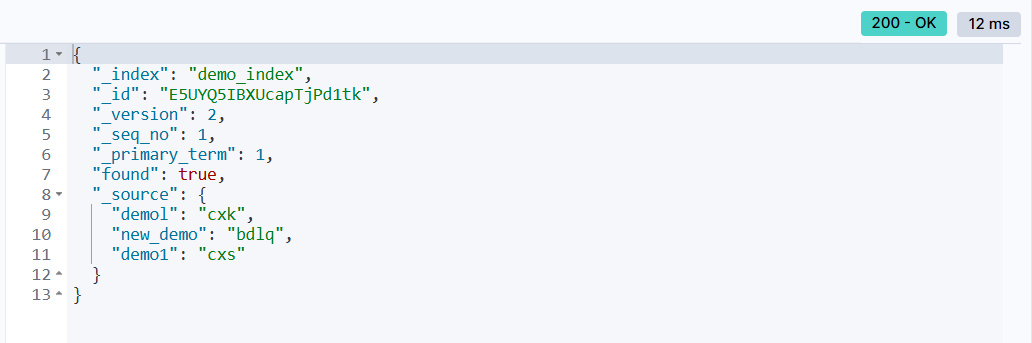 200 - OK 12 ms
1 {
2 "_index": "demo_index",
3 "_id": "E5UYQ5IBXUcapTjPd1tk",
4 "_version": 2,
5 "_seq_no": 1,
6 "_primary_term": 1,
7 "found": true,
8 "_source": {
9 "demol": "cxk",
10 "new_demo": "bdlq",
11 "demo1": "cxs"
12 }
13 }